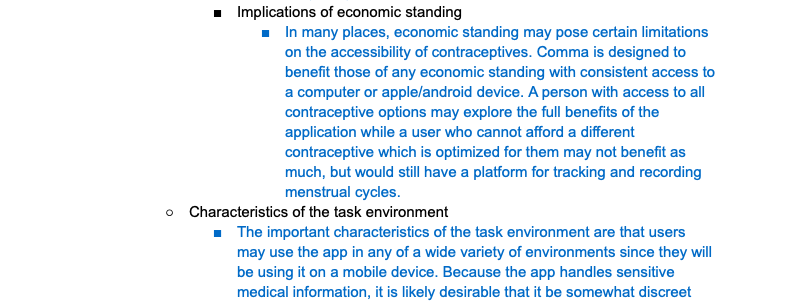 Implications of economic standing
In many places, economic standing may pose certain limitations
on the accessibility of contraceptives. Comma is designed to
benefit those of any economic standing with consistent access to
a computer or apple/android device. A person with access to all
contraceptive options may explore the full benefits of the
application while a user who cannot afford a different
contraceptive which is optimized for them may not benefit as
much, but would still have a platform for tracking and recording
menstrual cycles.
Characteristics of the task environment
The important characteristics of the task environment are that users
may use the app in any of a wide variety of environments since they will
be using it on a mobile device. Because the app handles sensitive
medical information, it is likely desirable that it be somewhat discreet